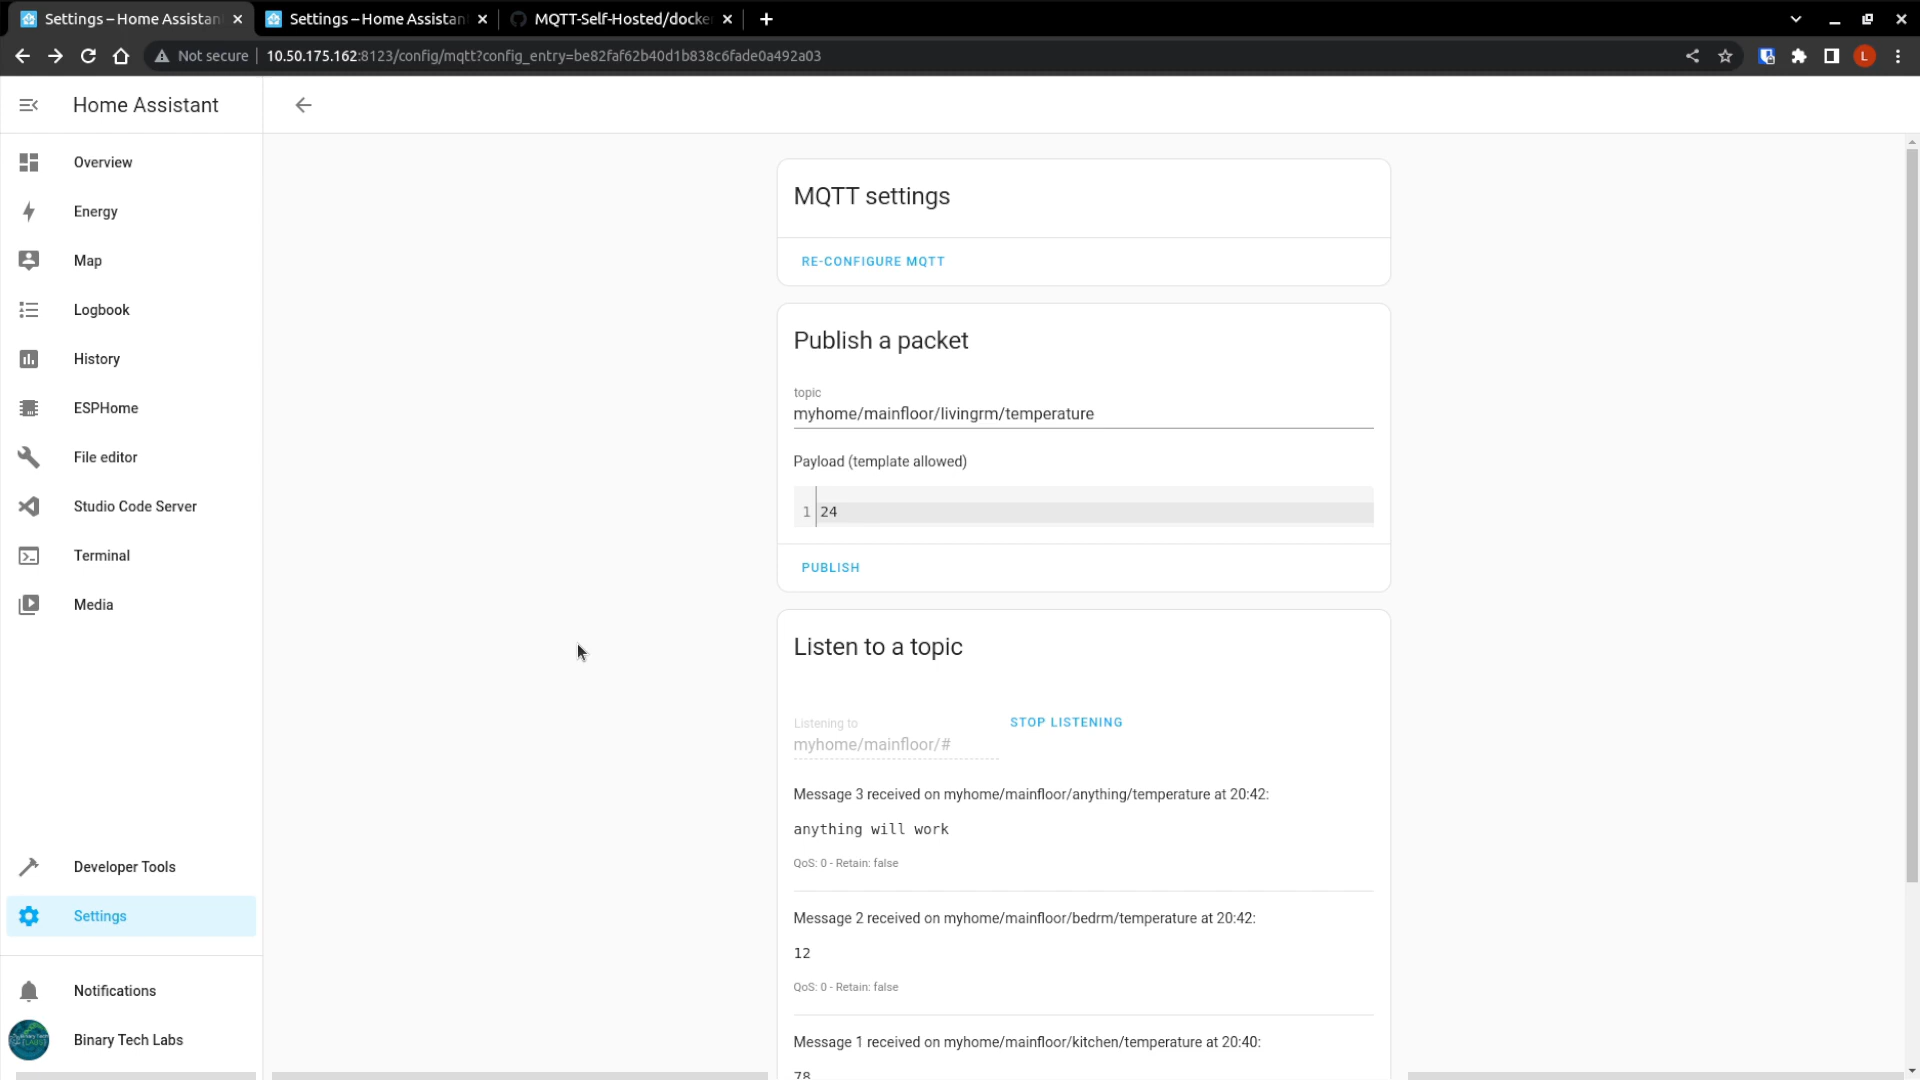 Settings – Home Assistan
Settings – Home Assistan
MQTT-Self-Hosted/docke
Not secure
10.50.175.162:8123/config/mqtt?config_entry=be82faf62b40d1b838c6fade0a492a03
L
Home Assistant
Overview
Energy
Map
Logbook
History
ESPHome
File editor
Studio Code Server
Terminal
Media
Developer Tools
Settings
Notifications
Binary Tech Labs
MQTT settings
RE-CONFIGURE MQTT
Publish a packet
topic
myhome/mainfloor/livingrm/temperature
Payload (template allowed)
1 24
PUBLISH
Listen to a topic
Listening to
myhome/mainfloor/#
STOP LISTENING
Message 3 received on myhome/mainfloor/anything/temperature at 20:42:
anything will work
QoS: 0 - Retain: false
Message 2 received on myhome/mainfloor/bedrm/temperature at 20:42:
12
QoS: 0 - Retain: false
Message 1 received on myhome/mainfloor/kitchen/temperature at 20:40:
78